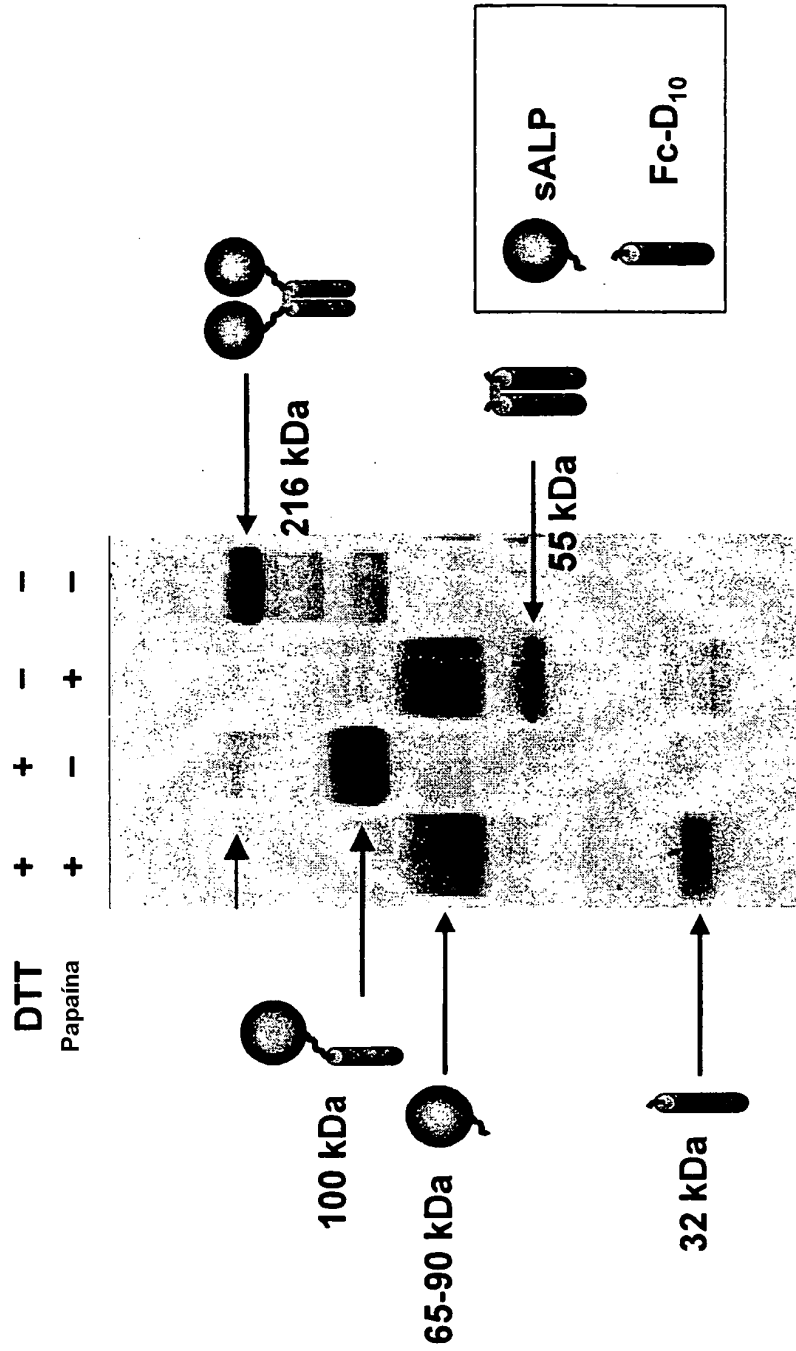 DTT + + − −
Papaína + − + −
216 kDa
100 kDa
65-90 kDa
55 kDa
32 kDa
sALP
Fc-D₁₀